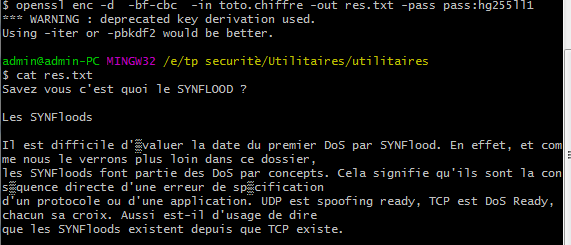 $ openssl enc -d  -bf-cbc  -in toto.chiffre -out res.txt -pass pass:hg255ll1
*** WARNING : deprecated key derivation used.
Using -iter or -pbkdf2 would be better.
admin@admin-PC MINGW32 /e/tp securitè/Utilitaires/utilitaires
$ cat res.txt
Savez vous c'est quoi le SYNFLOOD ?
Les SYNFloods
Il est difficile d'▒valuer la date du premier DoS par SYNFlood. En effet, et com
me nous le verrons plus loin dans ce dossier,
les SYNFloods font partie des DoS par concepts. Cela signifie qu'ils sont la con
s▒quence directe d'une erreur de sp▒cification
d'un protocole ou d'une application. UDP est spoofing ready, TCP est DoS Ready,
chacun sa croix. Aussi est-il d'usage de dire
que les SYNFloods existent depuis que TCP existe.